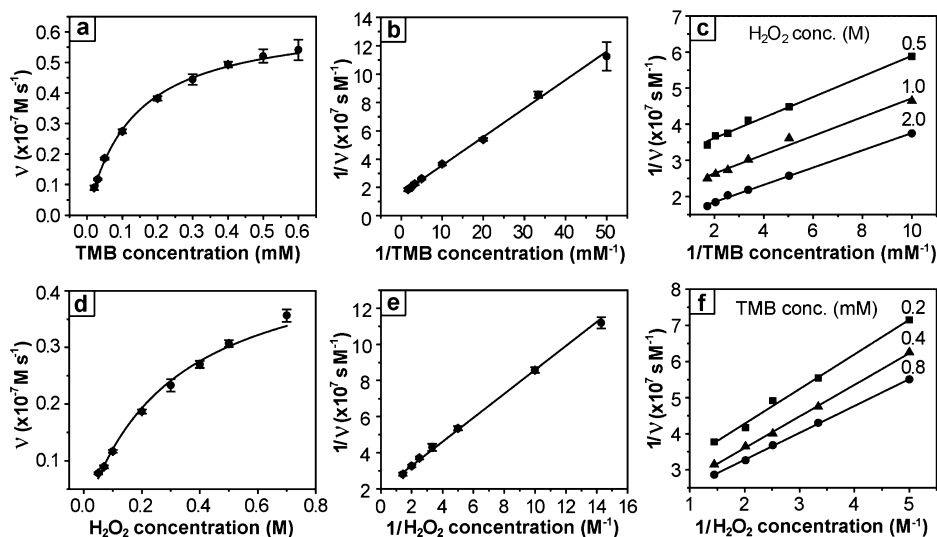 a
ν (x10⁻⁷M s⁻¹)
0.6
0.5
0.4
0.3
0.2
0.1
0.0
0.0 0.1 0.2 0.3 0.4 0.5 0.6
TMB concentration (mM)
b
1/ν (x10⁷s M⁻¹)
14
12
10
8
6
4
2
0
0 10 20 30 40 50
1/TMB concentration (mM⁻¹)
c
H₂O₂ conc. (M)
0.5
1.0
2.0
1/ν (x10⁷s M⁻¹)
7
6
5
4
3
2
2 4 6 8 10
1/TMB concentration (mM⁻¹)
d
ν (x10⁻⁷M s⁻¹)
0.4
0.3
0.2
0.1
0.0 0.2 0.4 0.6 0.8
H₂O₂ concentration (M)
e
1/ν (x10⁷s M⁻¹)
12
10
8
6
4
2
0 2 4 6 8 10 12 14 16
1/H₂O₂ concentration (M⁻¹)
f
TMB conc. (mM)
0.2
0.4
0.8
1/ν (x10⁷s M⁻¹)
8
7
6
5
4
3
1 2 3 4 5
1/H₂O₂ concentration (M⁻¹)